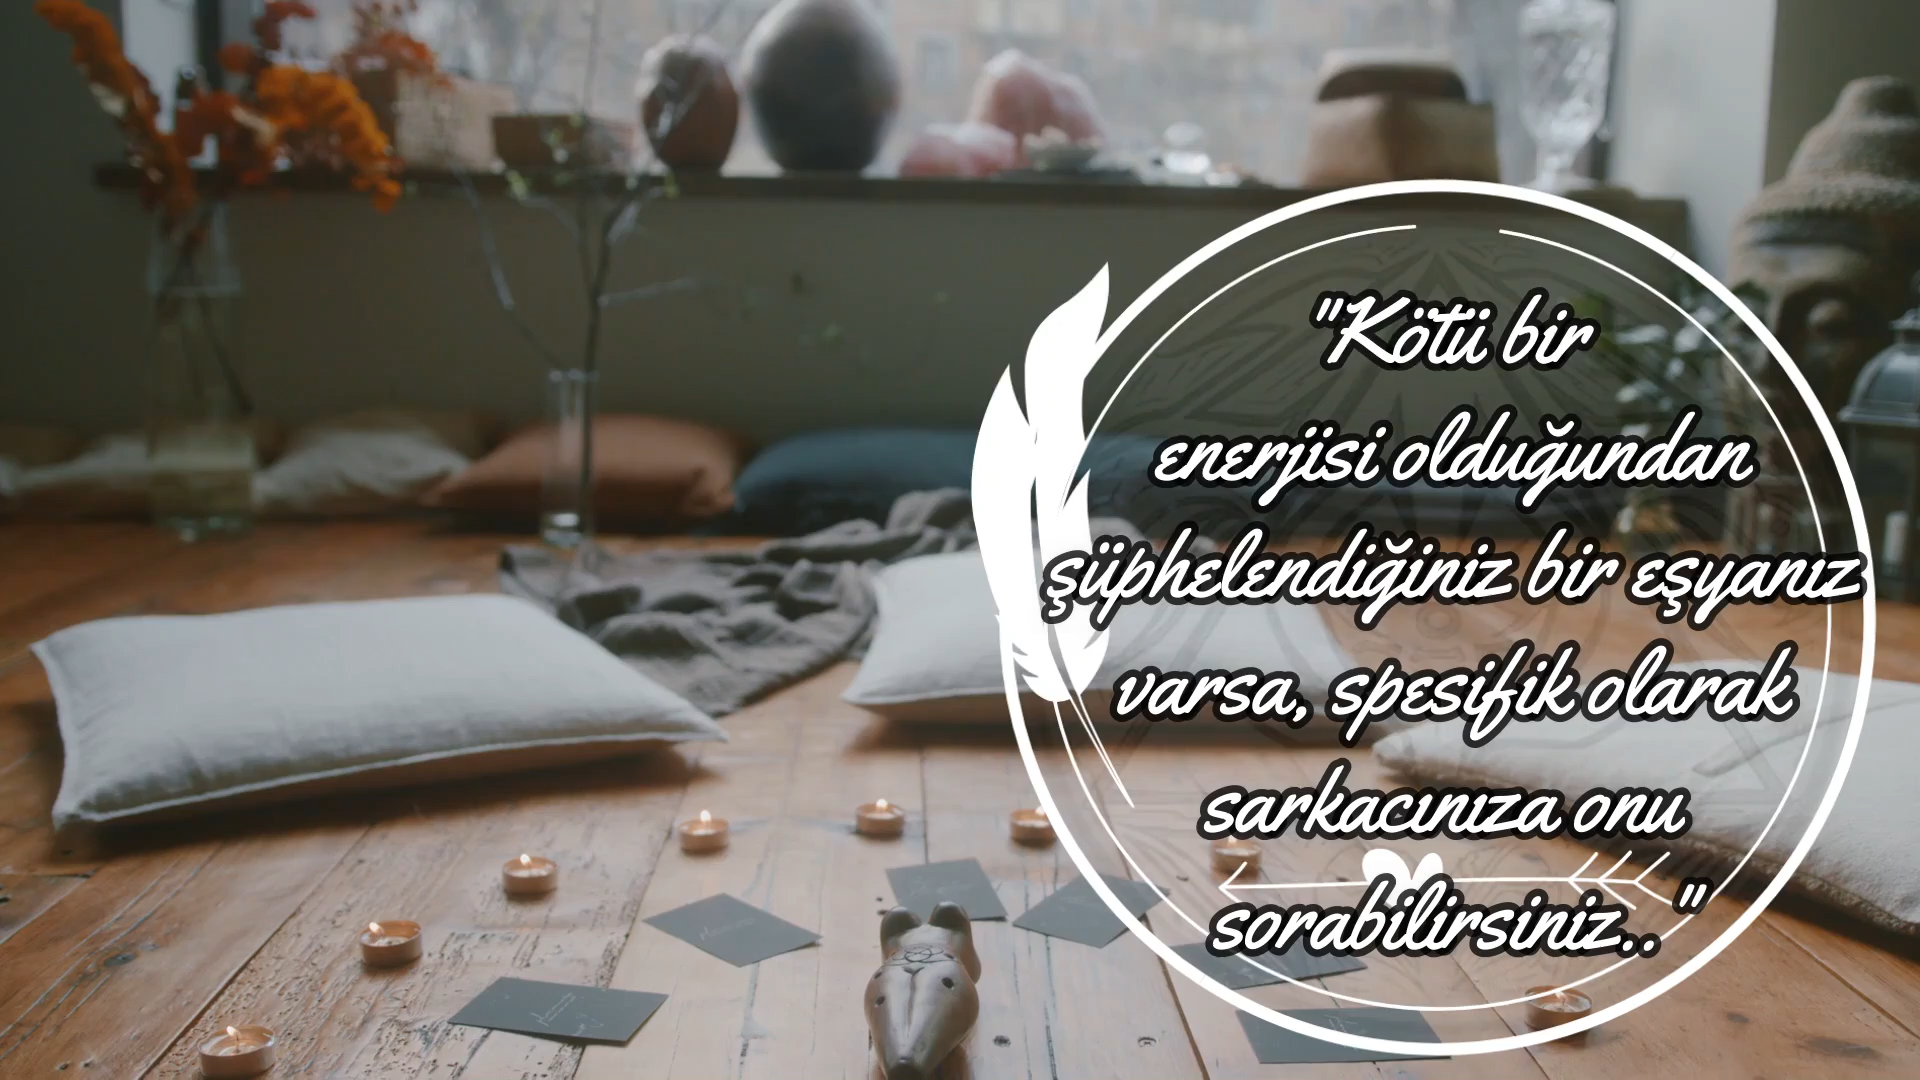 "Kötü bir
enerjisi olduğundan
şüphelendiğiniz bir eşyanız
varsa, spesifik olarak
sarkacınıza onu
sorabilirsiniz.. "